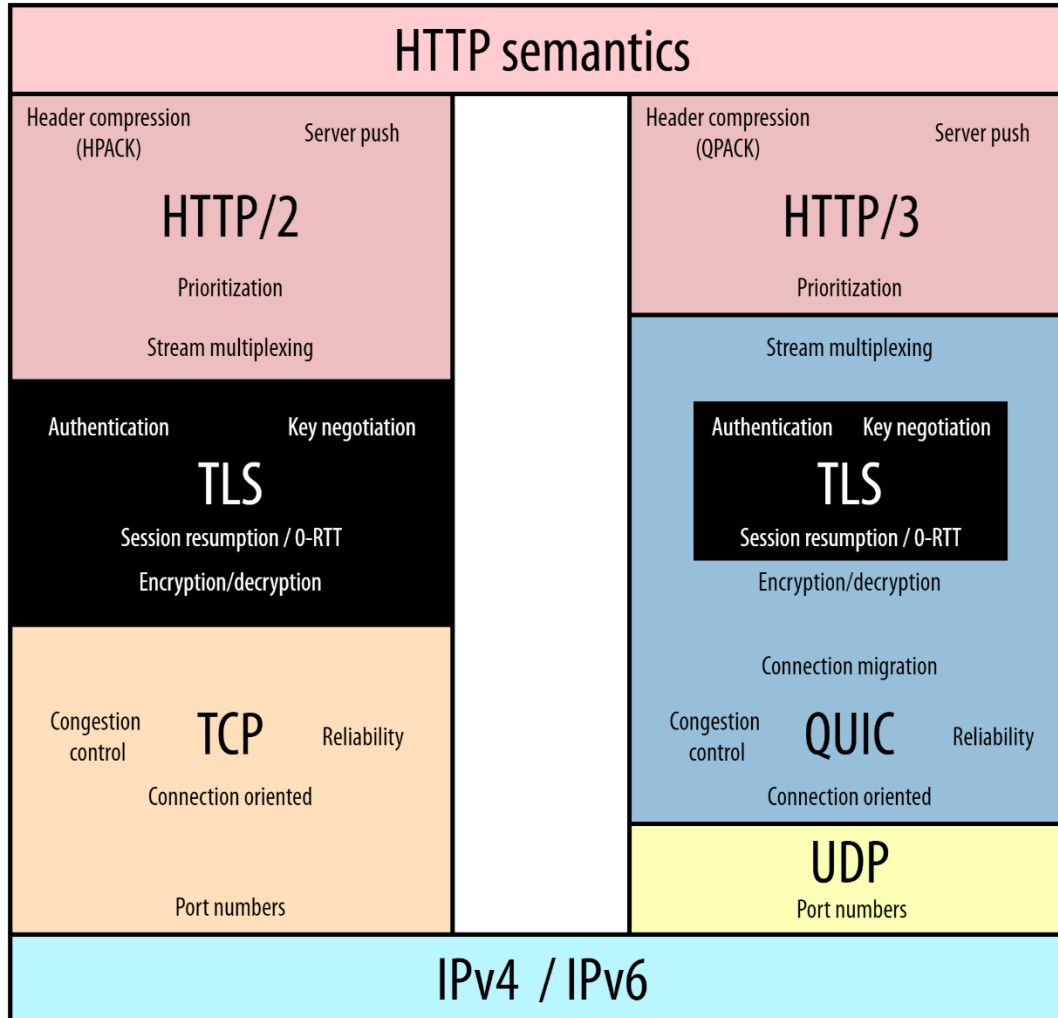 HTTP semantics
Header compression
(HPACK)
Server push
HTTP/2
Prioritization
Stream multiplexing
Authentication
Key negotiation
TLS
Session resumption / 0-RTT
Encryption/decryption
Congestion
control
TCP
Reliability
Connection oriented
Port numbers
Header compression
(QPACK)
Server push
HTTP/3
Prioritization
Stream multiplexing
Authentication
Key negotiation
TLS
Session resumption / 0-RTT
Encryption/decryption
Connection migration
Congestion
control
QUIC
Reliability
Connection oriented
UDP
Port numbers
IPv4 / IPv6